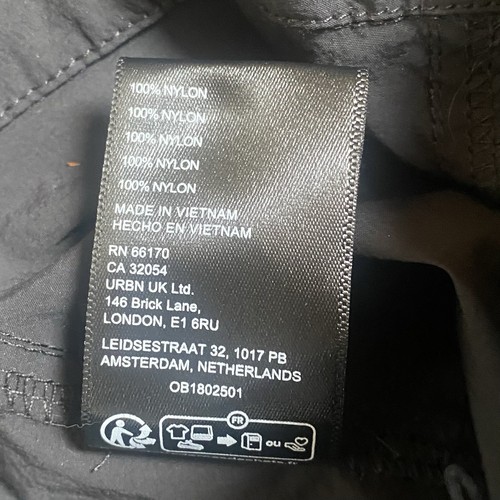 100% NYLON
100% NYLON
100% NYLON
100% NYLON
100% NYLON
MADE IN VIETNAM
HECHO EN VIETNAM
RN 66170
CA 32054
URBN UK Ltd.
146 Brick Lane,
LONDON, E1 6RU
LEIDSESTRAAT 32, 1017 PB
AMSTERDAM, NETHERLANDS
OB1802501
FR
OU